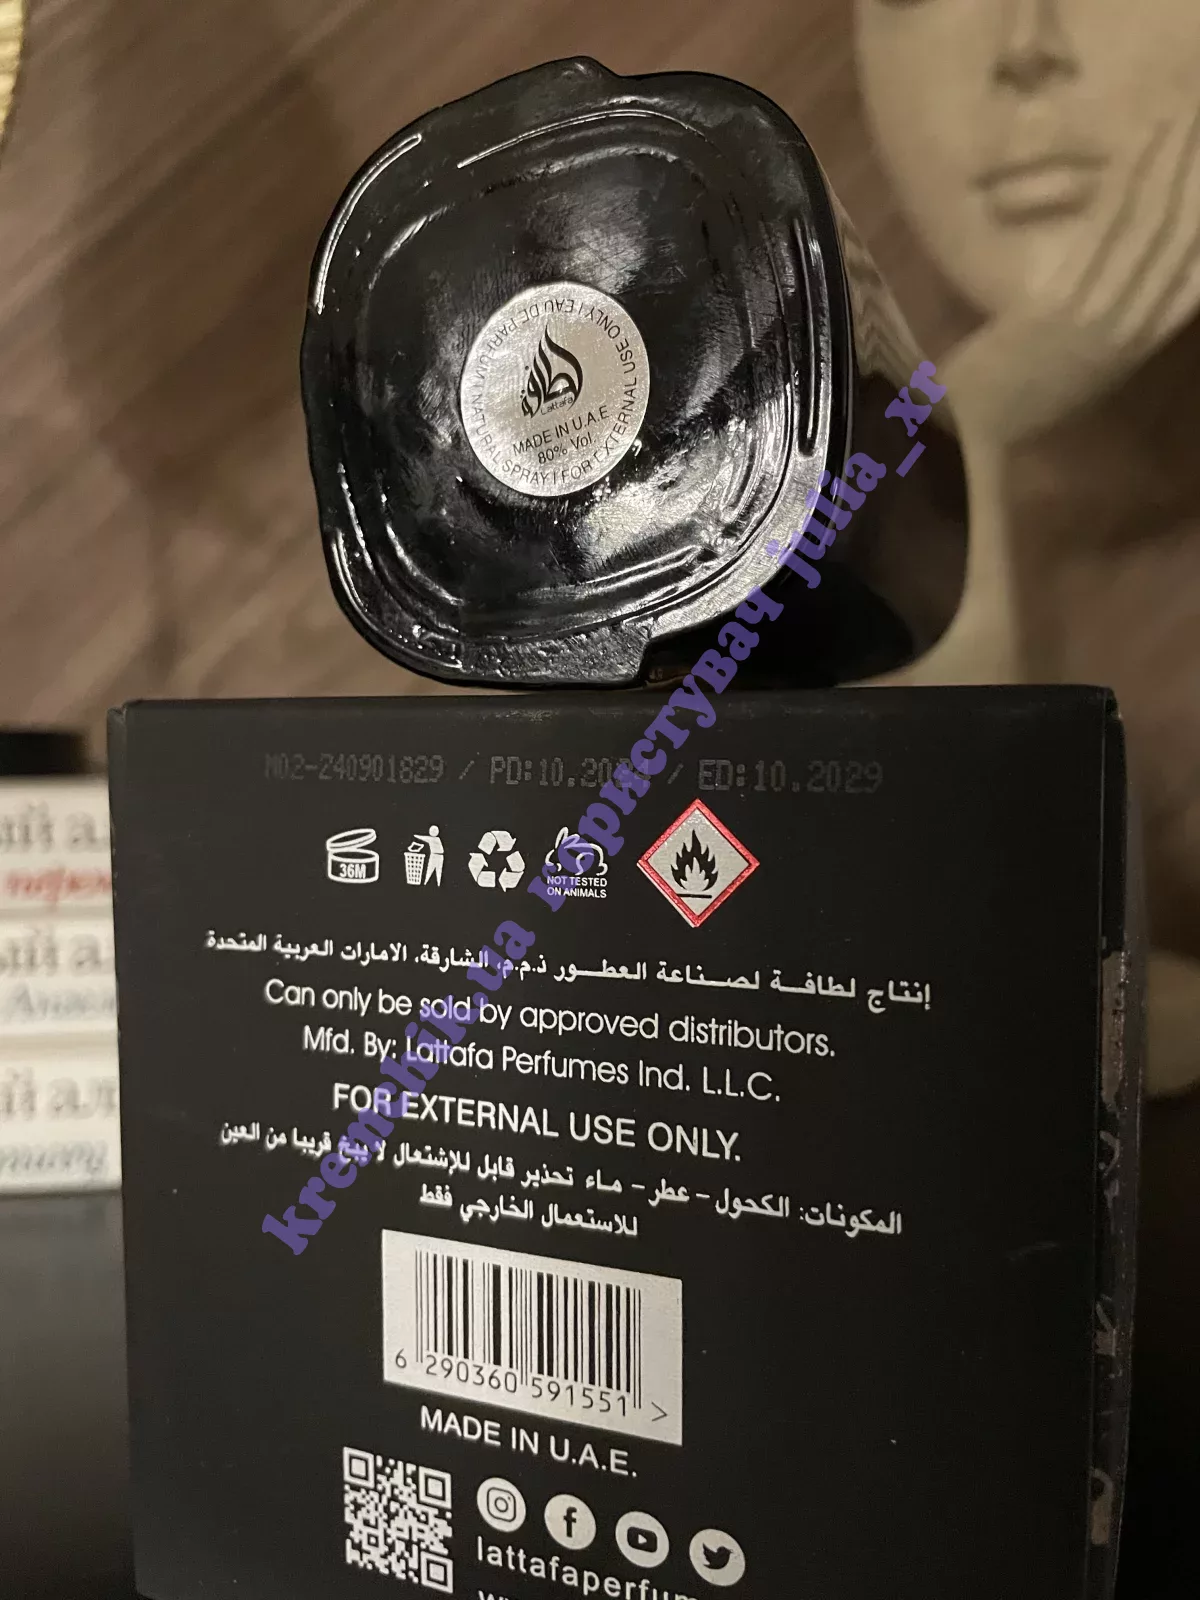 EAU DE PARFUM | NATURAL SPRAY | FOR EXTERNAL USE ONLY |
لطافة
Lattafa
MADE IN U.A.E
80% Vol.
M02-240901829 / PD:10.20 / ED:10.2029
36M
NOT TESTED
ON ANIMALS
إنتاج لطافة لصناعة العطور ذ.م.م، الشارقة، الامارات العربية المتحدة
Can only be sold by approved distributors.
Mfd. By: Lattafa Perfumes Ind. L.L.C.
FOR EXTERNAL USE ONLY.
المكونات: الكحول - عطر - ماء تحذير قابل للإشتعال لا يبخ قريبا من العين
للاستعمال الخارجي فقط
6 290360 591551 >
MADE IN U.A.E.
lattafaperfum
kremchik.ua користувач julia_xr